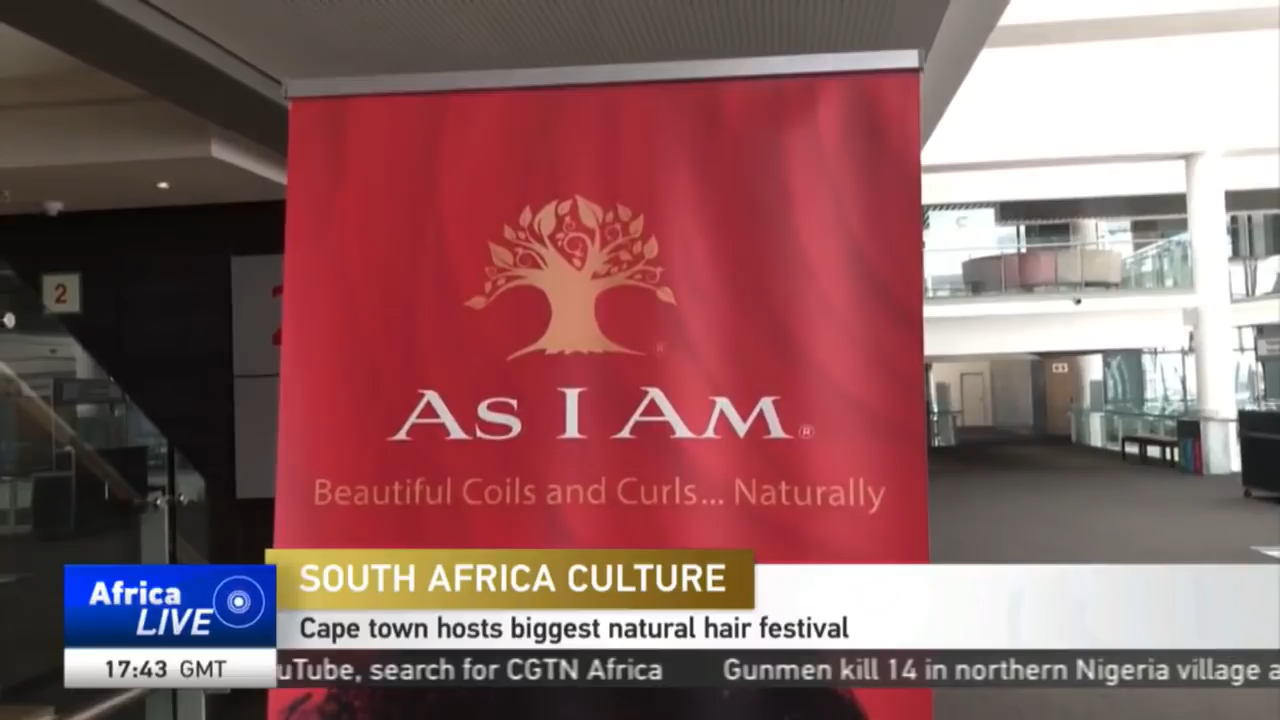 2
AS I AM®
Beautiful Coils and Curls... Naturally
SOUTH AFRICA CULTURE
Africa
LIVE
Cape town hosts biggest natural hair festival
17:43 GMT
uTube, search for CGTN Africa Gunmen kill 14 in northern Nigeria village a